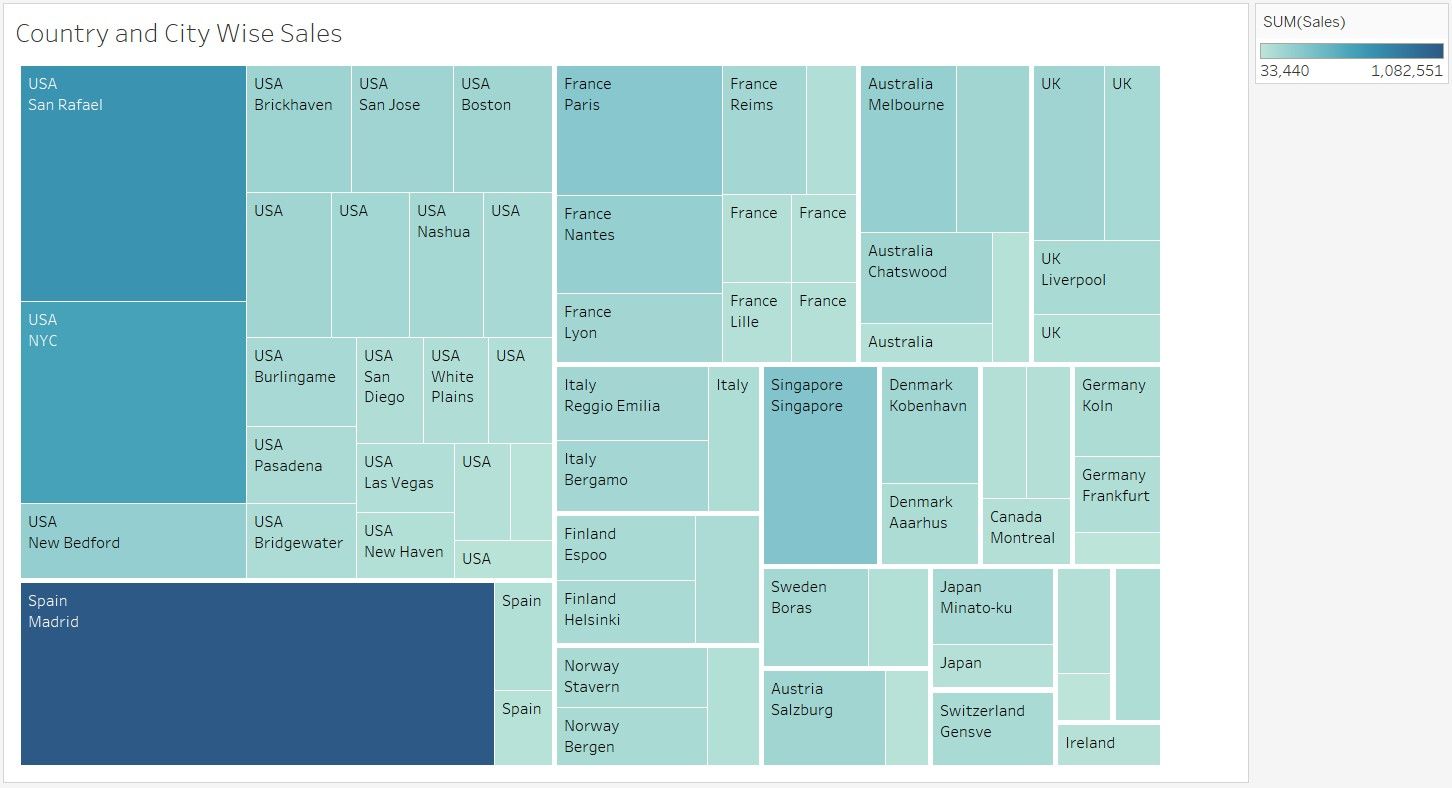 Country and City Wise Sales
SUM(Sales)
33,440
1,082,551
USA
San Rafael
USA
NYC
USA
New Bedford
USA
Brickhaven
USA
San Jose
USA
Boston
USA
USA
USA
Nashua
USA
USA
Burlingame
USA
Pasadena
USA
Bridgewater
USA
San
Diego
USA
White
Plains
USA
USA
Las Vegas
USA
New Haven
USA
USA
Spain
Madrid
Spain
Spain
France
Paris
France
Nantes
France
Lyon
France
Reims
France
France
France
Lille
France
Australia
Melbourne
Australia
Chatswood
Australia
UK
UK
UK
Liverpool
UK
Italy
Reggio Emilia
Italy
Bergamo
Italy
Finland
Espoo
Finland
Helsinki
Norway
Stavern
Norway
Bergen
Singapore
Singapore
Denmark
Kobenhavn
Denmark
Aaarhus
Canada
Montreal
Germany
Koln
Germany
Frankfurt
Sweden
Boras
Austria
Salzburg
Japan
Minato-ku
Japan
Switzerland
Gensve
Ireland